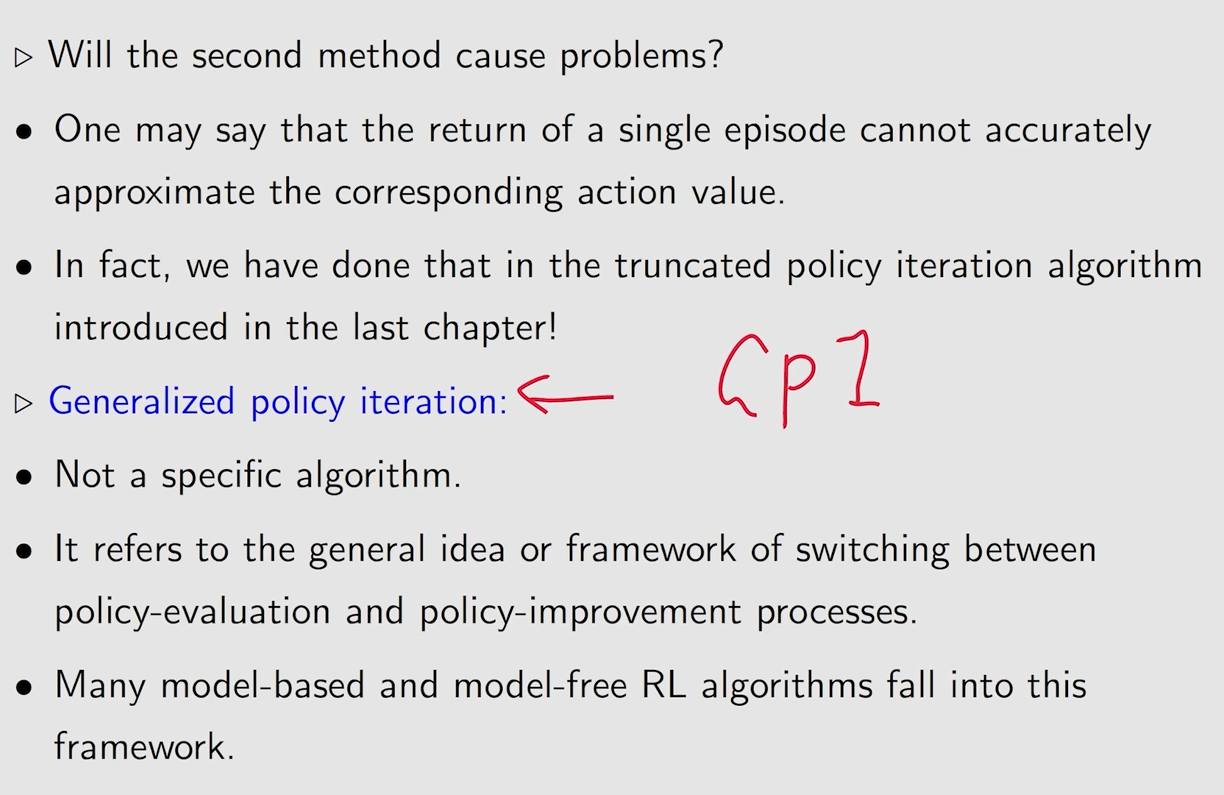 ▷ Will the second method cause problems?
• One may say that the return of a single episode cannot accurately
approximate the corresponding action value.
• In fact, we have done that in the truncated policy iteration algorithm
introduced in the last chapter!
▷ Generalized policy iteration:
GPI
• Not a specific algorithm.
• It refers to the general idea or framework of switching between
policy-evaluation and policy-improvement processes.
• Many model-based and model-free RL algorithms fall into this
framework.